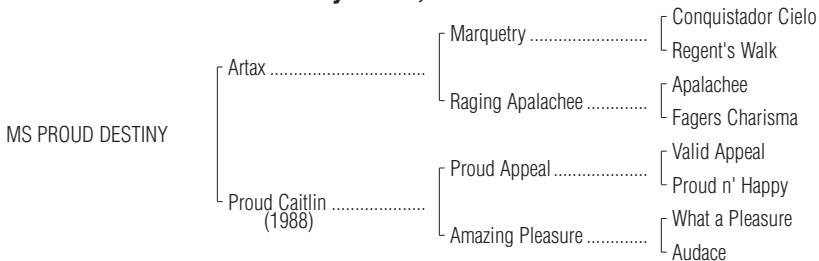 Conquistador Cielo
Marquetry ...........................
Regent's Walk
Artax ..................................
Apalachee
Raging Apalachee ..............
Fagers Charisma
MS PROUD DESTINY
Valid Appeal
Proud Appeal......................
Proud n' Happy
Proud Caitlin ......................
(1988)
What a Pleasure
Amazing Pleasure ..............
Audace